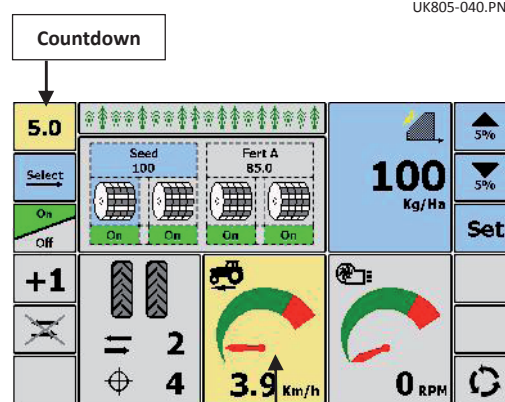 UK805-040.PN
Countdown
5.0
5%
Select
Seed
100
Fert A
85.0
100
Kg/Ha
5%
On
Off
On
On
On
On
Set
+1
2
4
3.9 Km/h
0 RPM